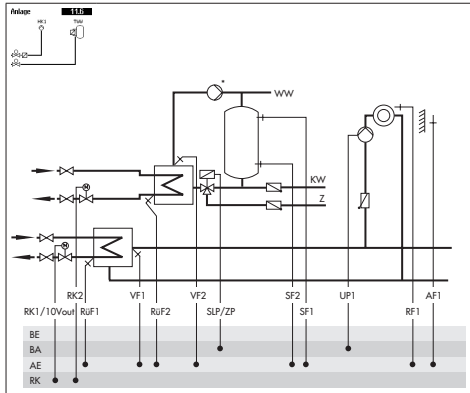 Anlage 11.6
HK1 TWW
*
WW
KW
Z
RK2 VF1 VF2 SF2 UP1 AF1
RK1/10Vout RüF1 RüF2 SLP/ZP SF1 RF1
BE
BA
AE
RK